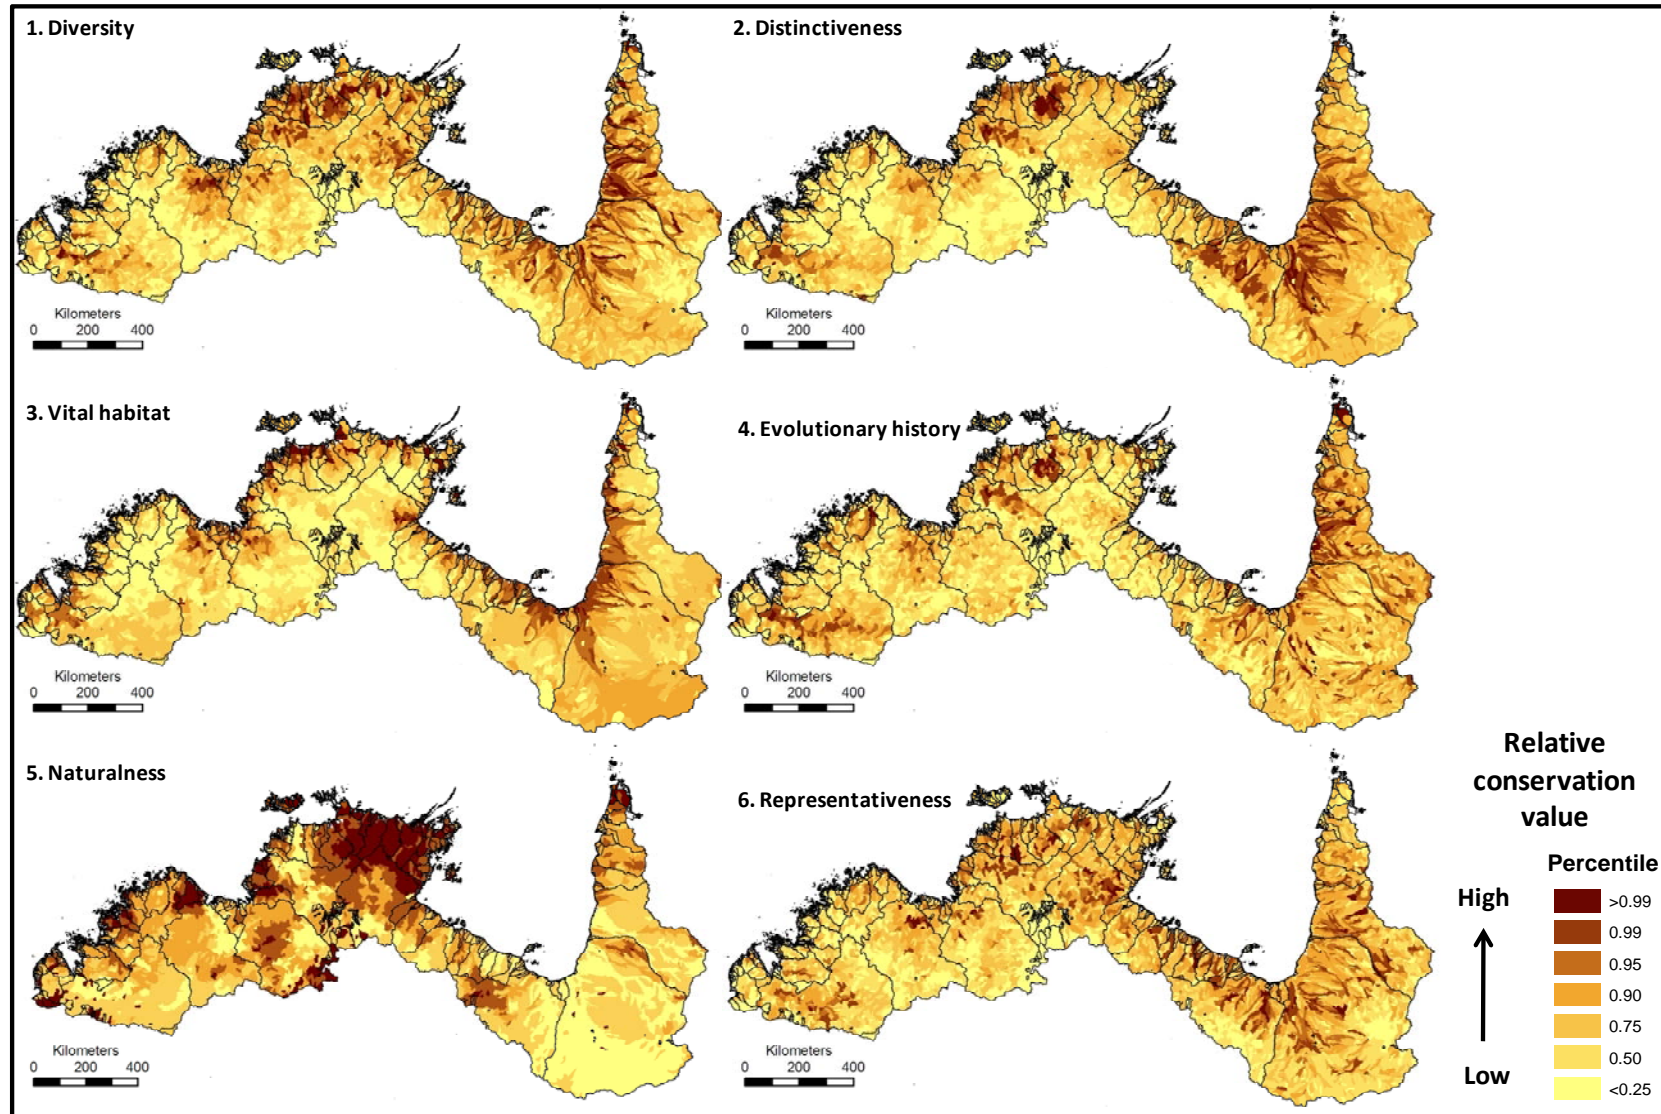 1. Diversity
2. Distinctiveness
Kilometers
0 200 400
Kilometers
0 200 400
3. Vital habitat
4. Evolutionary history
Kilometers
0 200 400
Kilometers
0 200 400
5. Naturalness
6. Representativeness
Kilometers
0 200 400
Kilometers
0 200 400
Relative
conservation
value
Percentile
High
Low
>0.99
0.99
0.95
0.90
0.75
0.50
<0.25